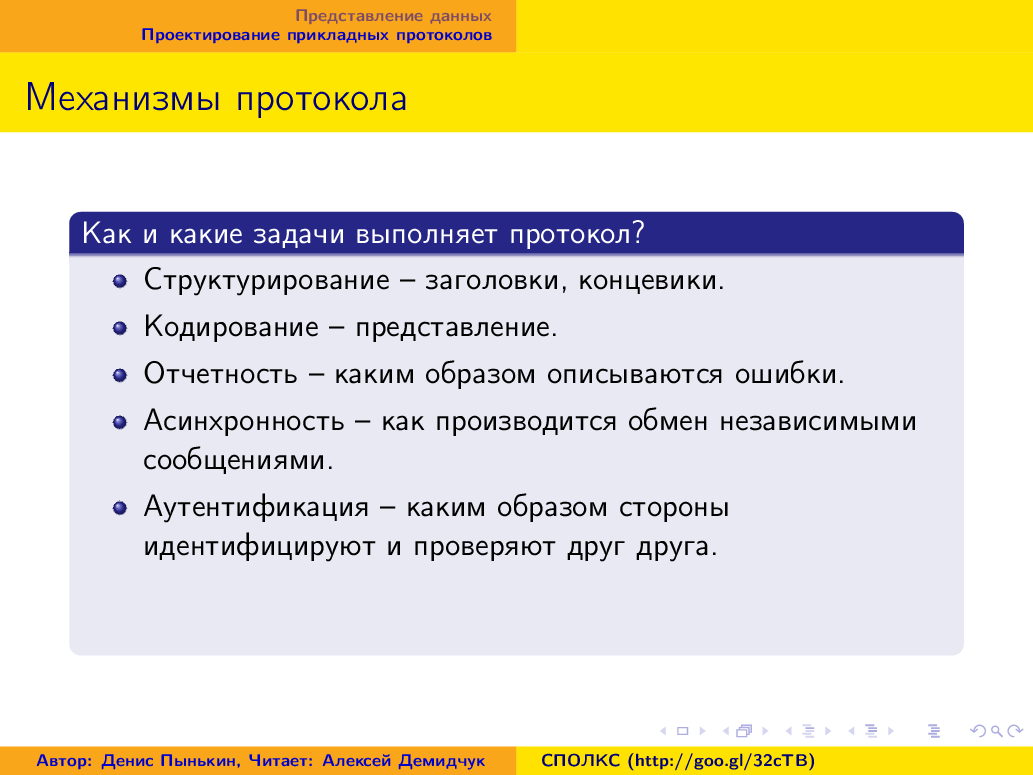 Представление данных
Проектирование прикладных протоколов
Механизмы протокола
Как и какие задачи выполняет протокол?
Структурирование – заголовки, концевики.
Кодирование – представление.
Отчетность – каким образом описываются ошибки.
Асинхронность – как производится обмен независимыми
сообщениями.
Аутентификация – каким образом стороны
идентифицируют и проверяют друг друга.
Автор: Денис Пынькин, Читает: Алексей Демидчук
СПОЛКС (http://goo.gl/32cTB)